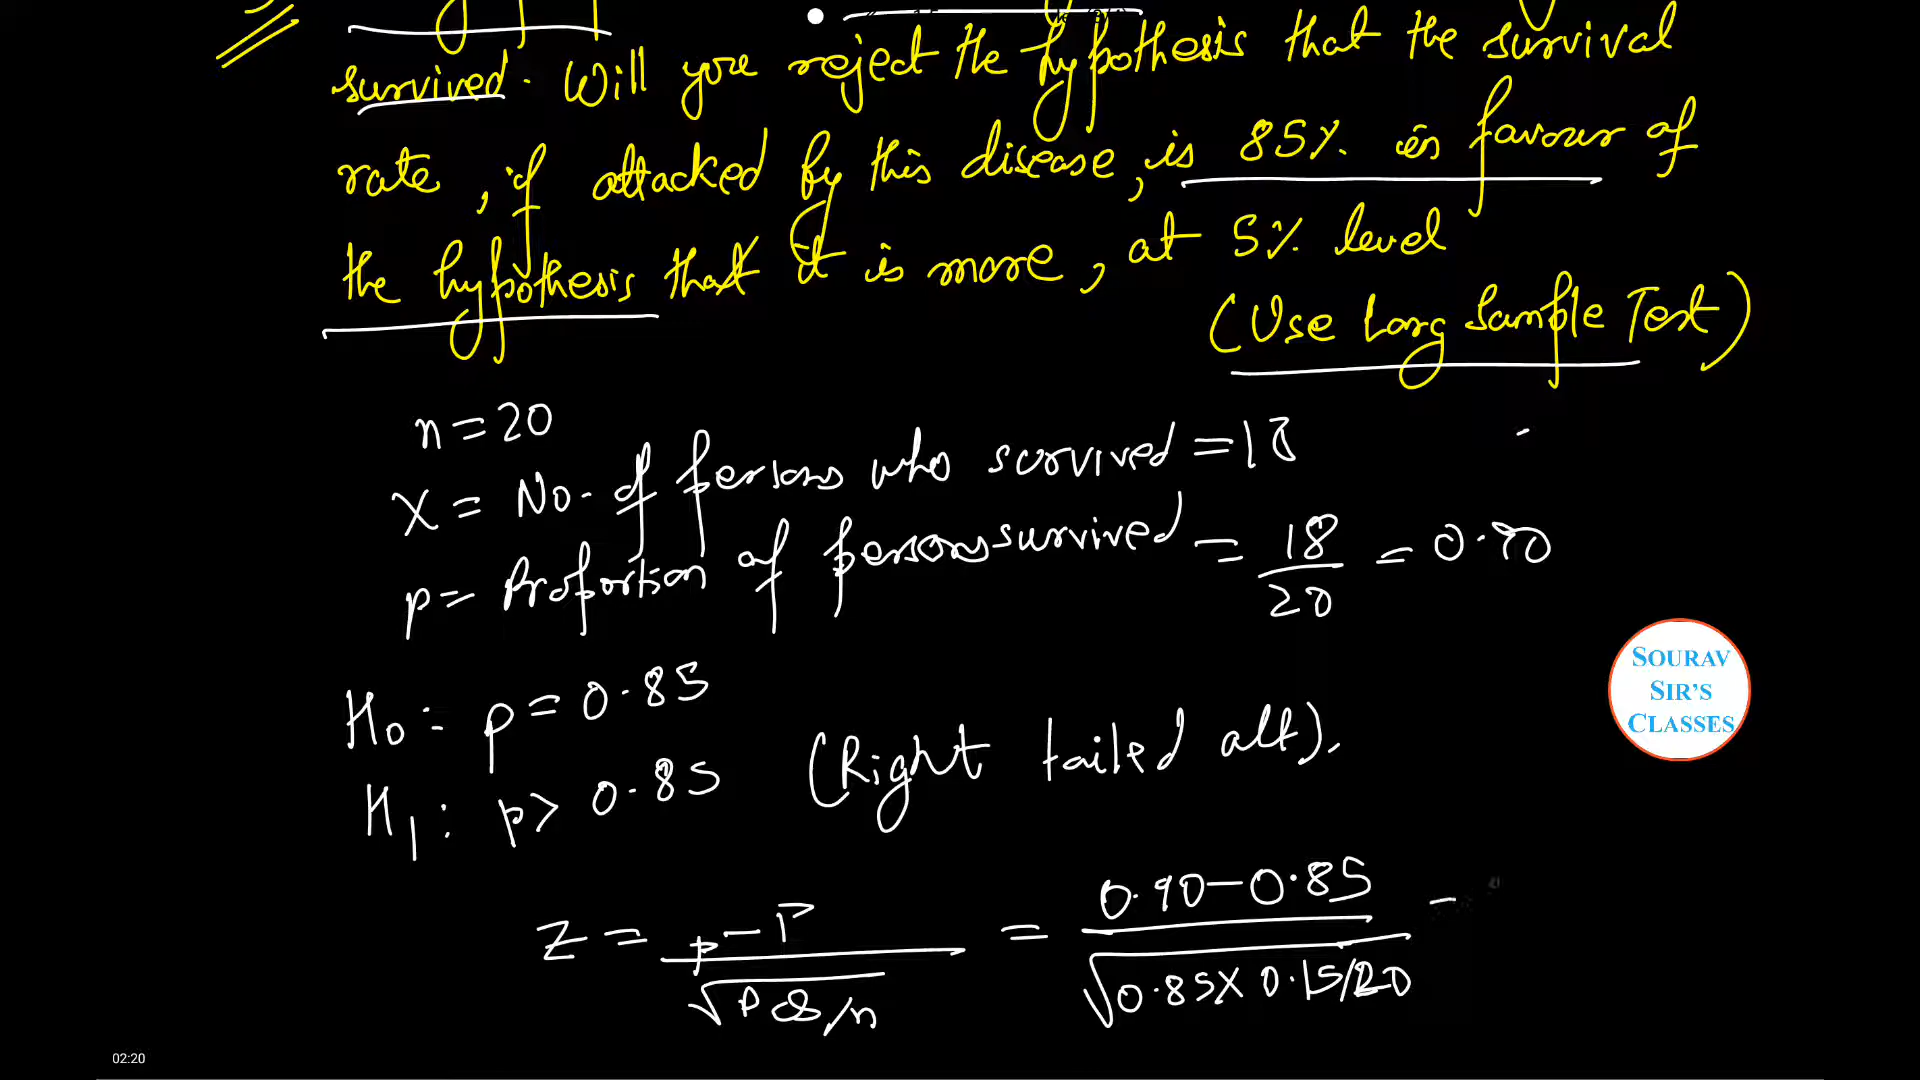 survived. Will you reject the hypothesis that the survival
rate, if attacked by this disease, is 85% in favour of
the hypothesis that it is more, at 5% level
(Use Larg Sample Test)
n=20
X = No. of persons who survived = 18
p = Proportion of persons survived = 18/20 = 0.90
H₀: p = 0.85
H₁: p > 0.85 (Right tailed alt).
Z = p-P/√PQ/n = 0.90-0.85/√0.85X0.15/20
SOURAV
SIR'S
CLASSES
02:20